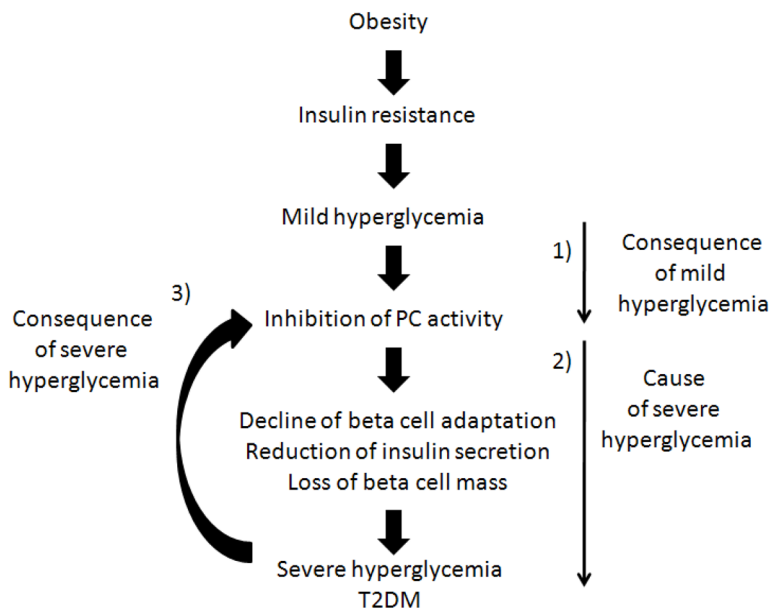 Obesity
Insulin resistance
Mild hyperglycemia
1)
Consequence
of mild
hyperglycemia
3)
Consequence
of severe
hyperglycemia
Inhibition of PC activity
2)
Cause
of severe
hyperglycemia
Decline of beta cell adaptation
Reduction of insulin secretion
Loss of beta cell mass
Severe hyperglycemia
T2DM